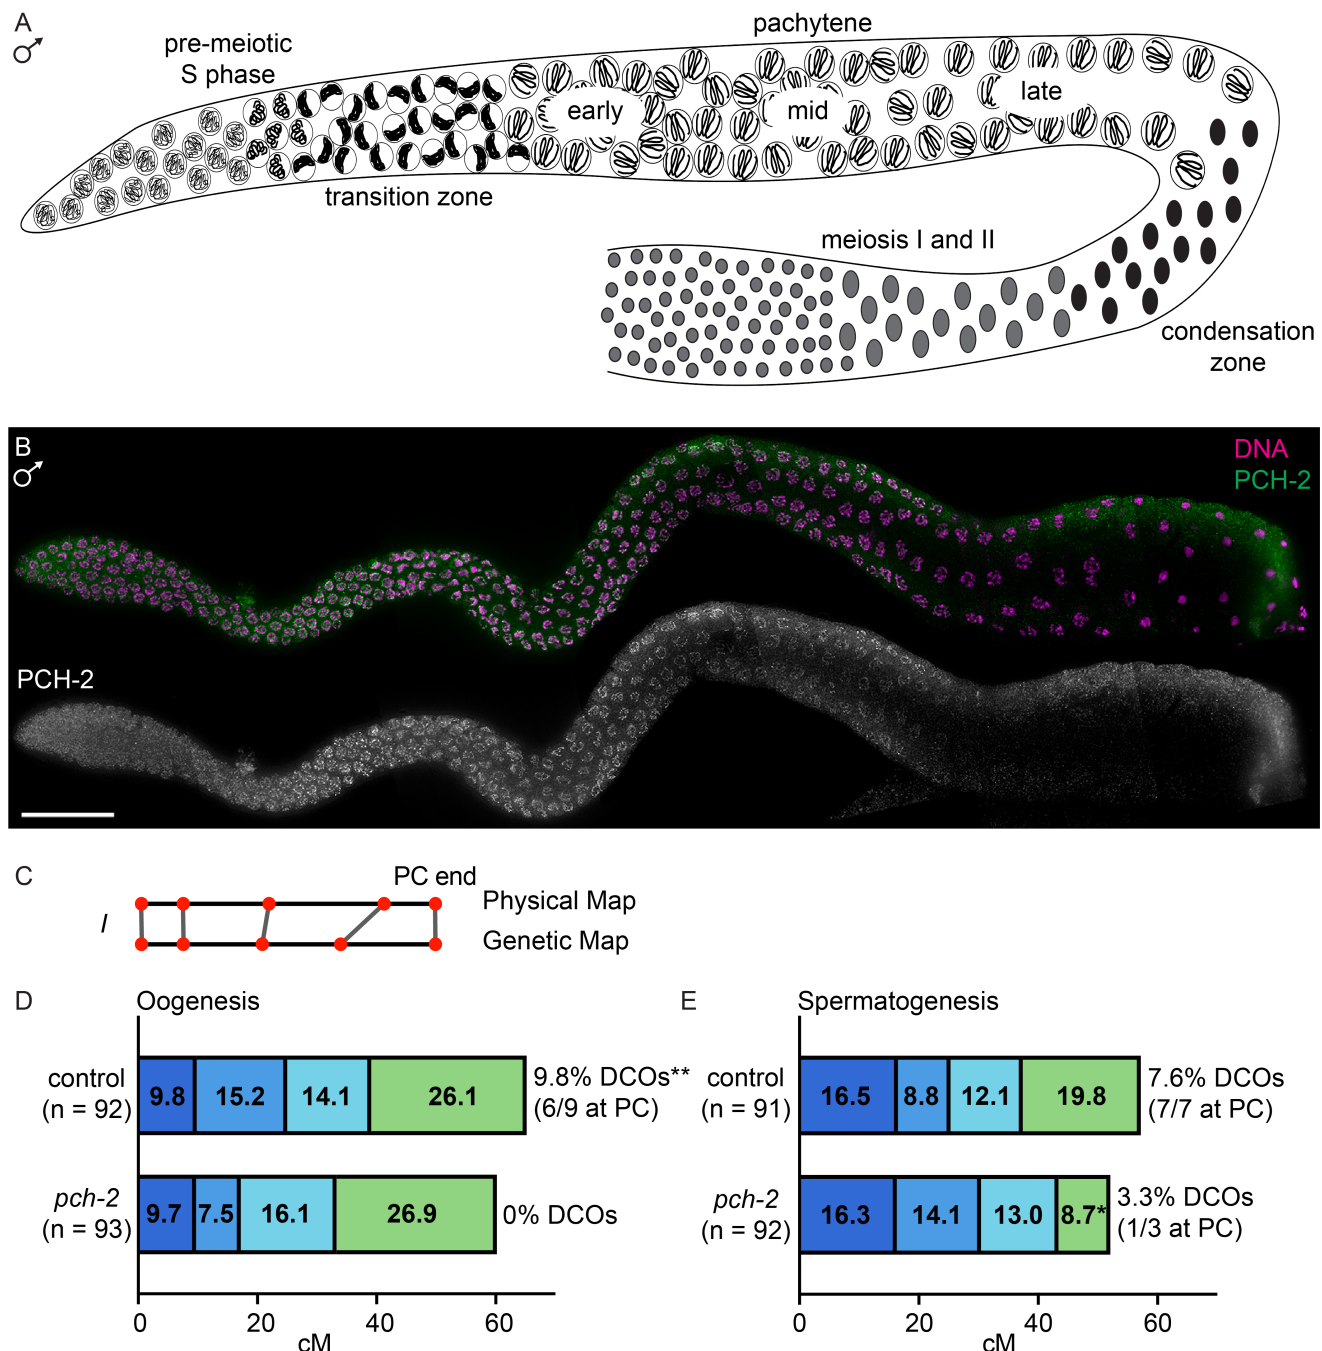 A
♂
pre-meiotic
S phase
pachytene
early
mid
late
transition zone
meiosis I and II
condensation
zone
B
♂
DNA
PCH-2
PCH-2
C
PC end
I
Physical Map
Genetic Map
D
Oogenesis
control
(n = 92)
9.8
15.2
14.1
26.1
9.8% DCOs**
(6/9 at PC)
pch-2
(n = 93)
9.7
7.5
16.1
26.9
0% DCOs
0
20
40
60
cM
E
Spermatogenesis
control
(n = 91)
16.5
8.8
12.1
19.8
7.6% DCOs
(7/7 at PC)
pch-2
(n = 92)
16.3
14.1
13.0
8.7*
3.3% DCOs
(1/3 at PC)
0
20
40
60
cM